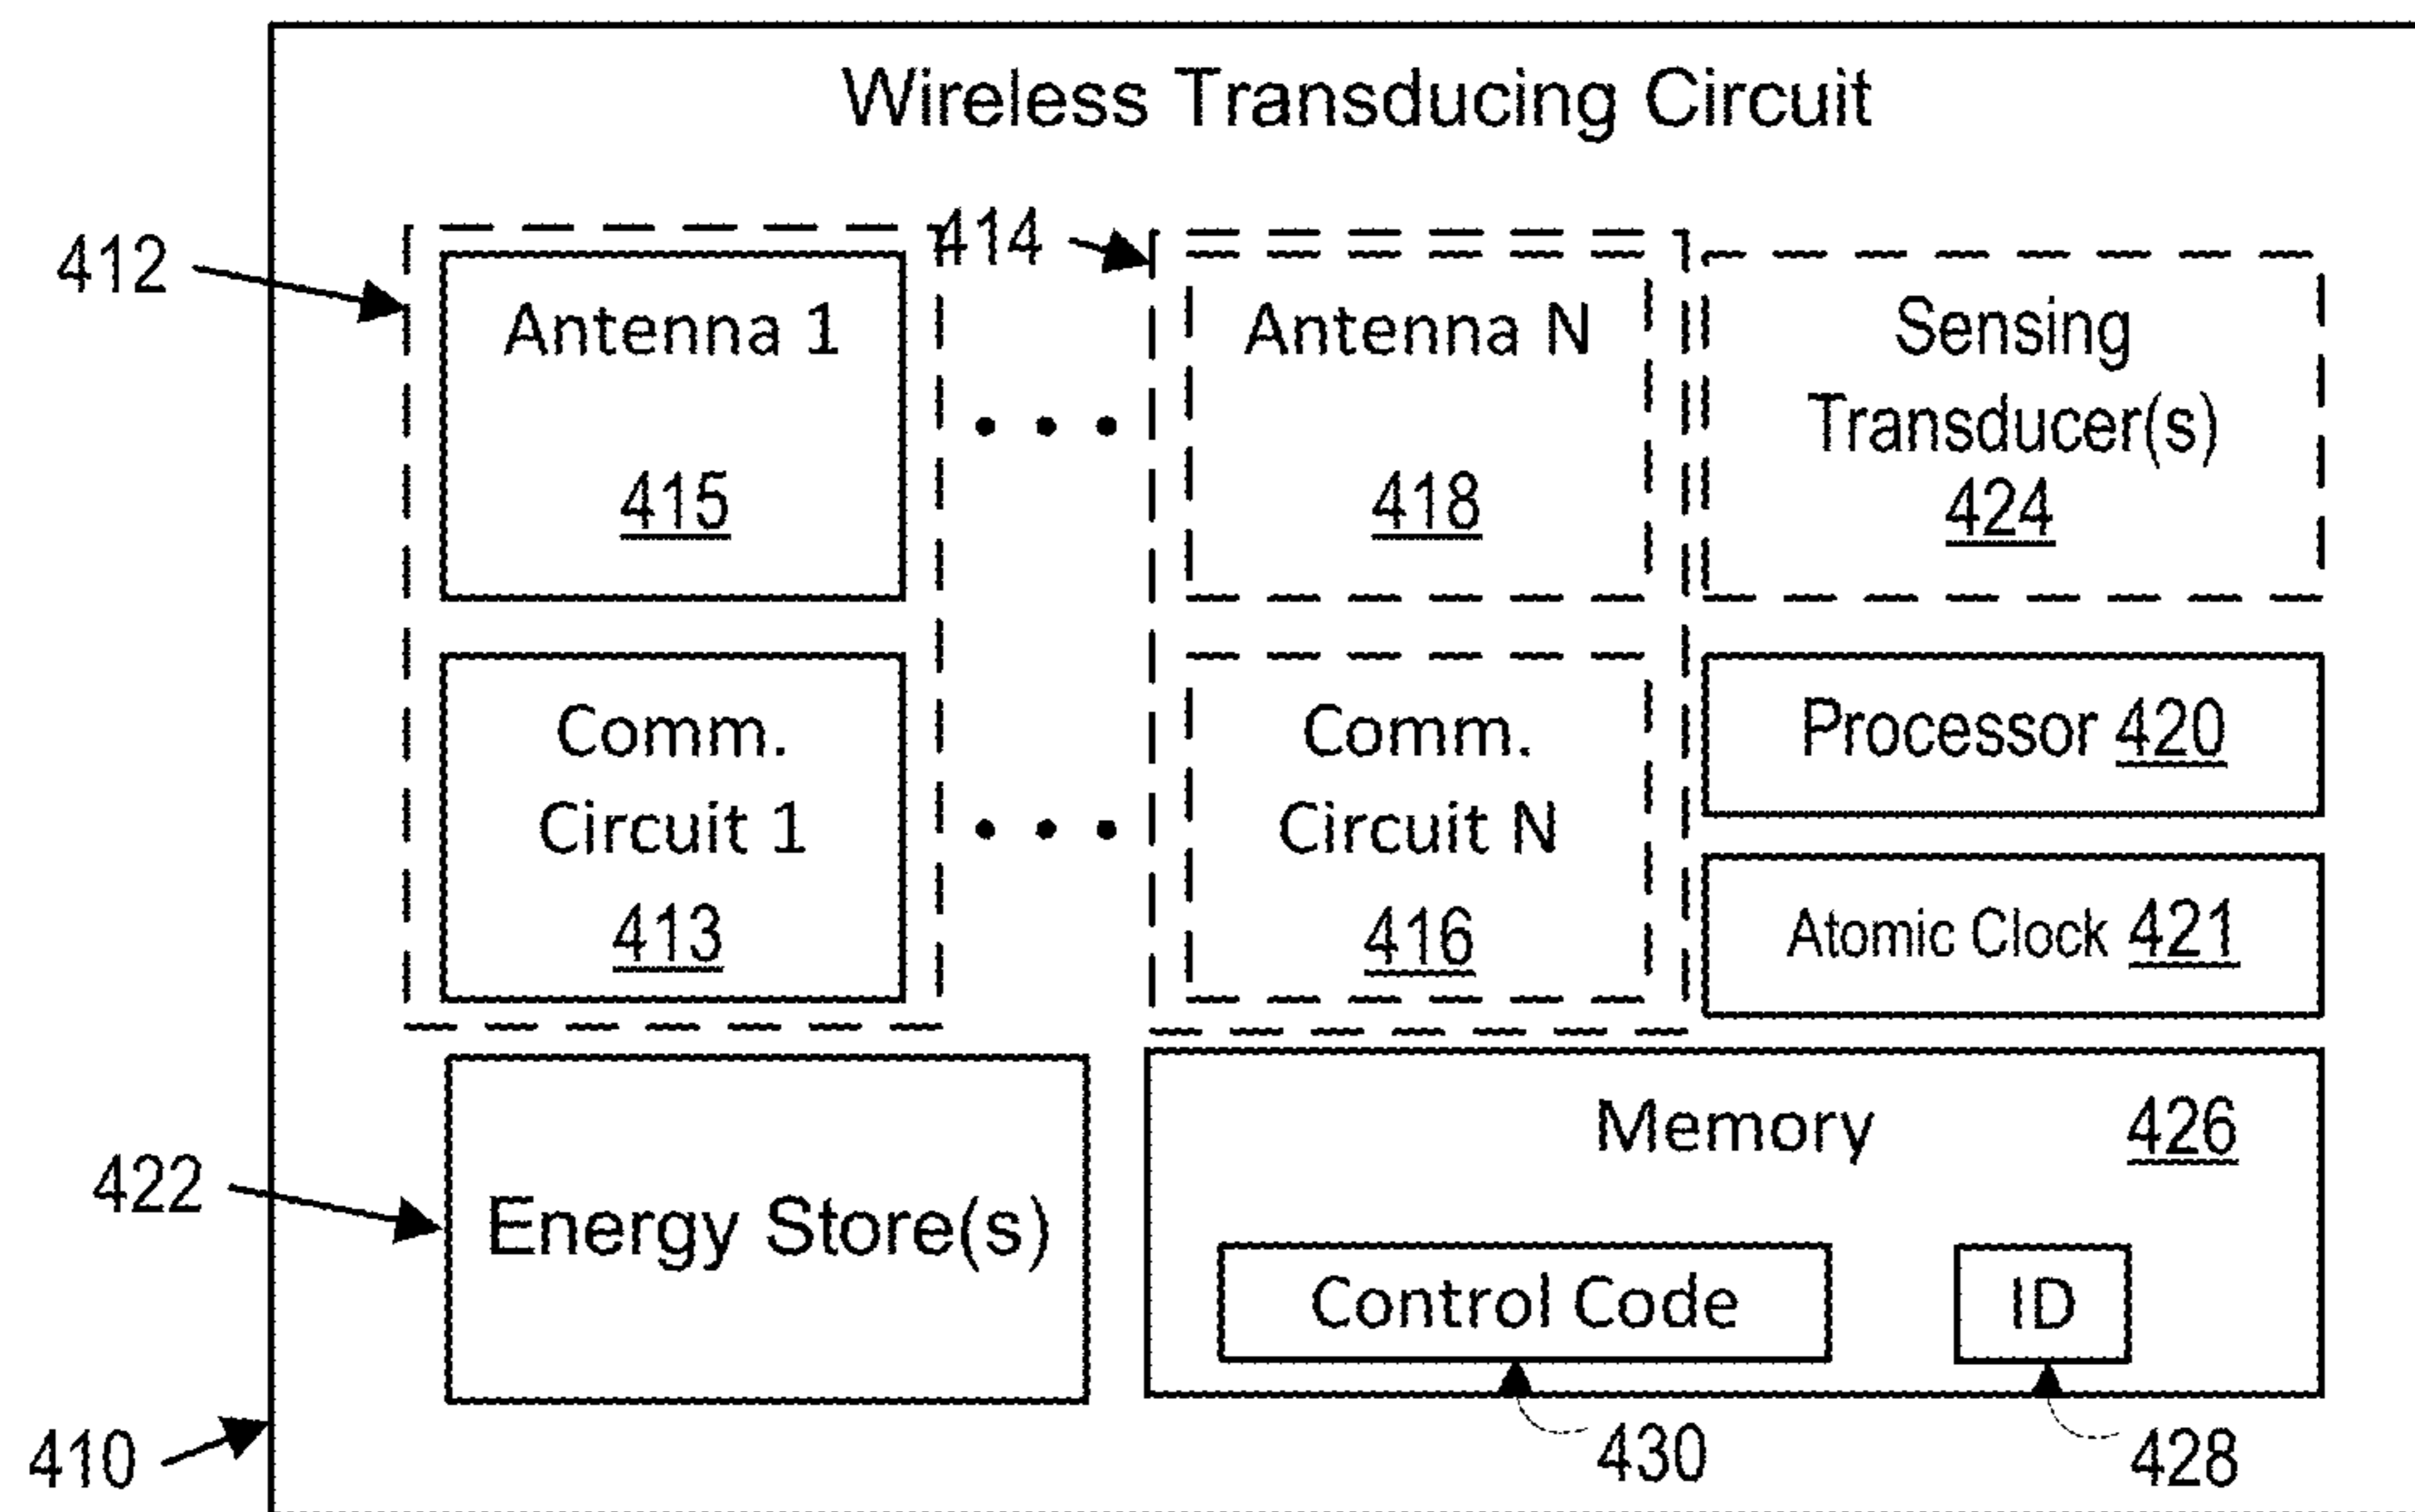 Wireless Transducing Circuit
412
414
Antenna 1
415
Antenna N
418
Sensing
Transducer(s)
424
Comm.
Circuit 1
413
Comm.
Circuit N
416
Processor 420
Atomic Clock 421
422
Energy Store(s)
Memory 426
Control Code
ID
410
430
428